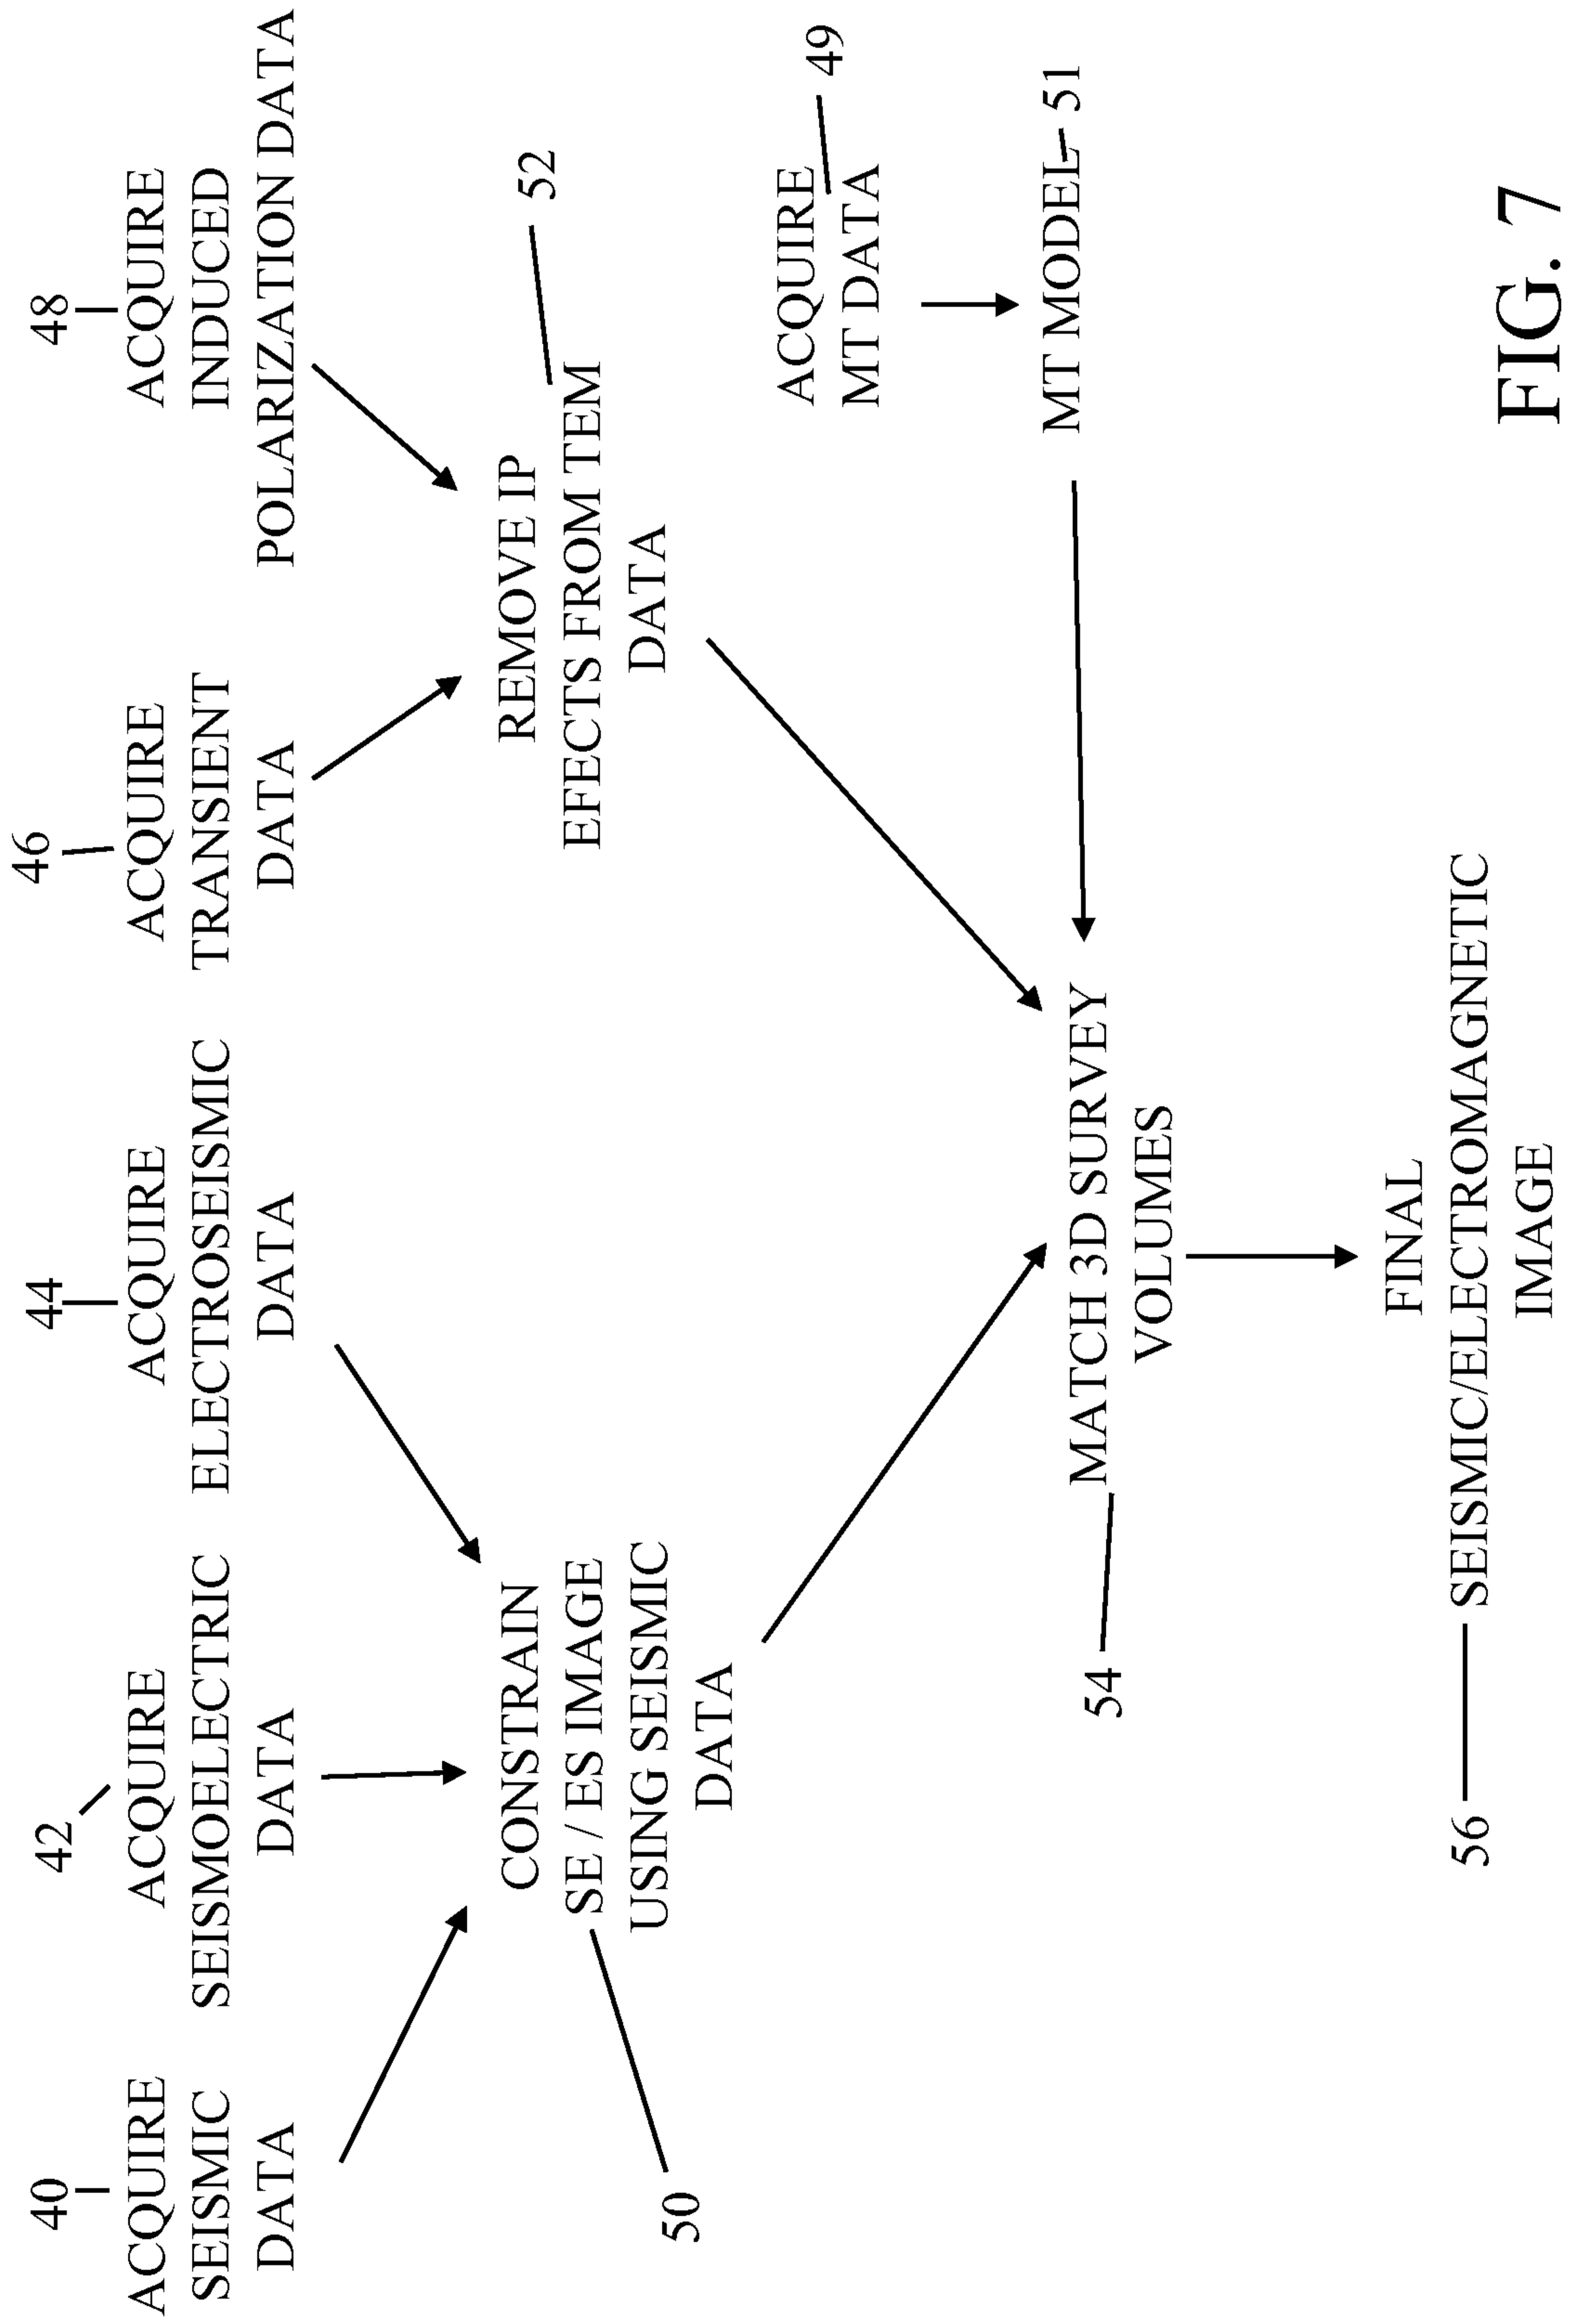 40
ACQUIRE
SEISMIC
DATA
42
ACQUIRE
SEISMOELECTRIC
DATA
44
ACQUIRE
ELECTROSEISMIC
DATA
46
ACQUIRE
TRANSIENT
DATA
48
ACQUIRE
INDUCED
POLARIZATION DATA
50
CONSTRAIN
SE / ES IMAGE
USING SEISMIC
DATA
REMOVE IP
EFFECTS FROM TEM
DATA
52
ACQUIRE
MT DATA
49
MT MODEL
51
54
MATCH 3D SURVEY
VOLUMES
56
FINAL
SEISMIC/ELECTROMAGNETIC
IMAGE
FIG. 7